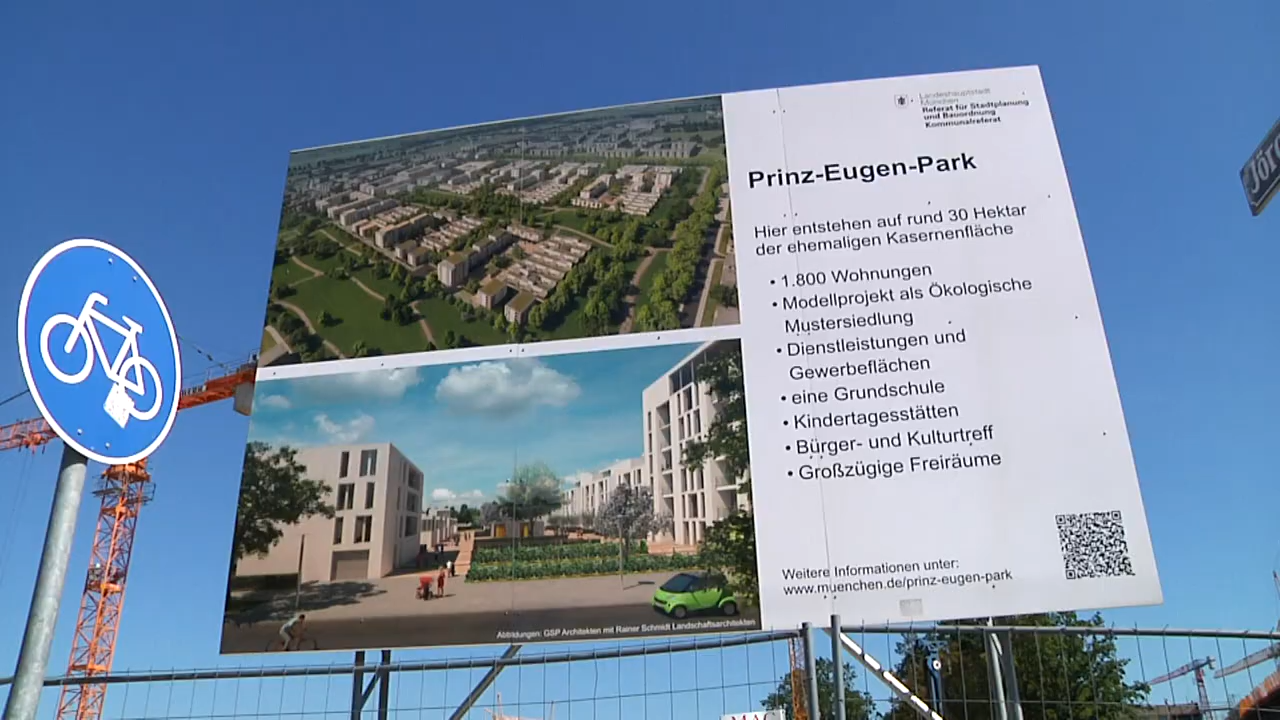 Landeshauptstadt
München
Referat für Stadtplanung
und Bauordnung
Kommunalreferat
Prinz-Eugen-Park
Hier entstehen auf rund 30 Hektar
der ehemaligen Kasernenfläche
• 1.800 Wohnungen
• Modellprojekt als Ökologische
Mustersiedlung
• Dienstleistungen und
Gewerbeflächen
• eine Grundschule
• Kindertagesstätten
• Bürger- und Kulturtreff
• Großzügige Freiräume
Weitere Informationen unter:
www.muenchen.de/prinz-eugen-park
Abbildungen: GSP Architekten mit Rainer Schmidt Landschaftsarchitekten
Jörg